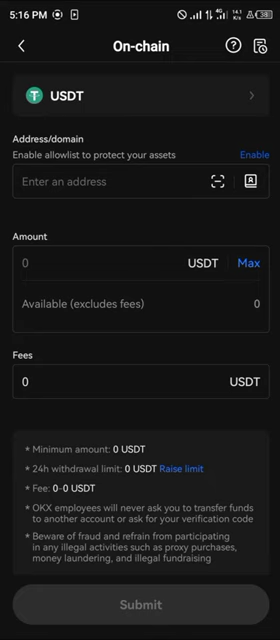 5:16 PM
4G
14.1
K/s
38
On-chain
USDT
Address/domain
Enable allowlist to protect your assets Enable
Enter an address
Amount
0 USDT Max
Available (excludes fees) 0
Fees
0 USDT
* Minimum amount: 0 USDT
* 24h withdrawal limit: 0 USDT Raise limit
* Fee: 0-0 USDT
* OKX employees will never ask you to transfer funds
to another account or ask for your verification code
* Beware of fraud and refrain from participating
in any illegal activities such as proxy purchases,
money laundering, and illegal fundraising
Submit